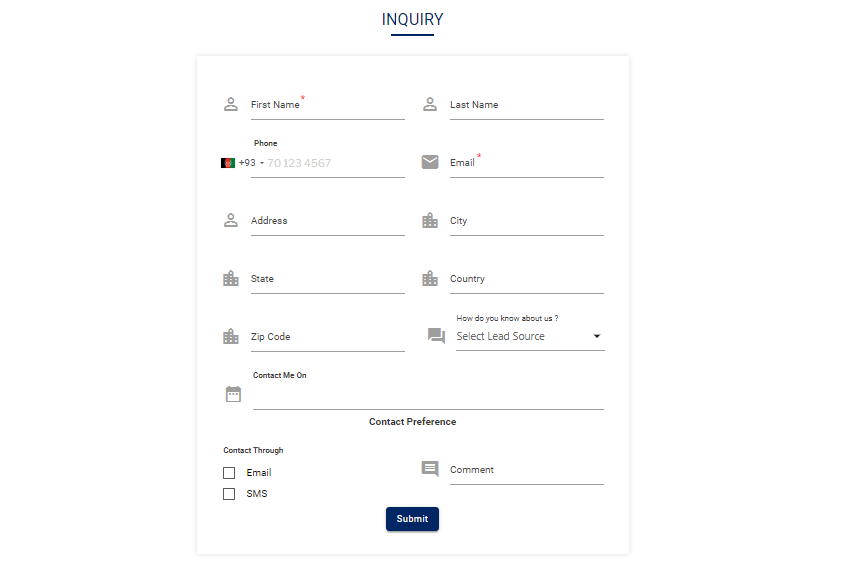 INQUIRY
First Name *
Last Name
Phone
+93 70 123 4567
Email *
Address
City
State
Country
How do you know about us ?
Zip Code
Select Lead Source
Contact Me On
Contact Preference
Contact Through
Email
Comment
SMS
Submit